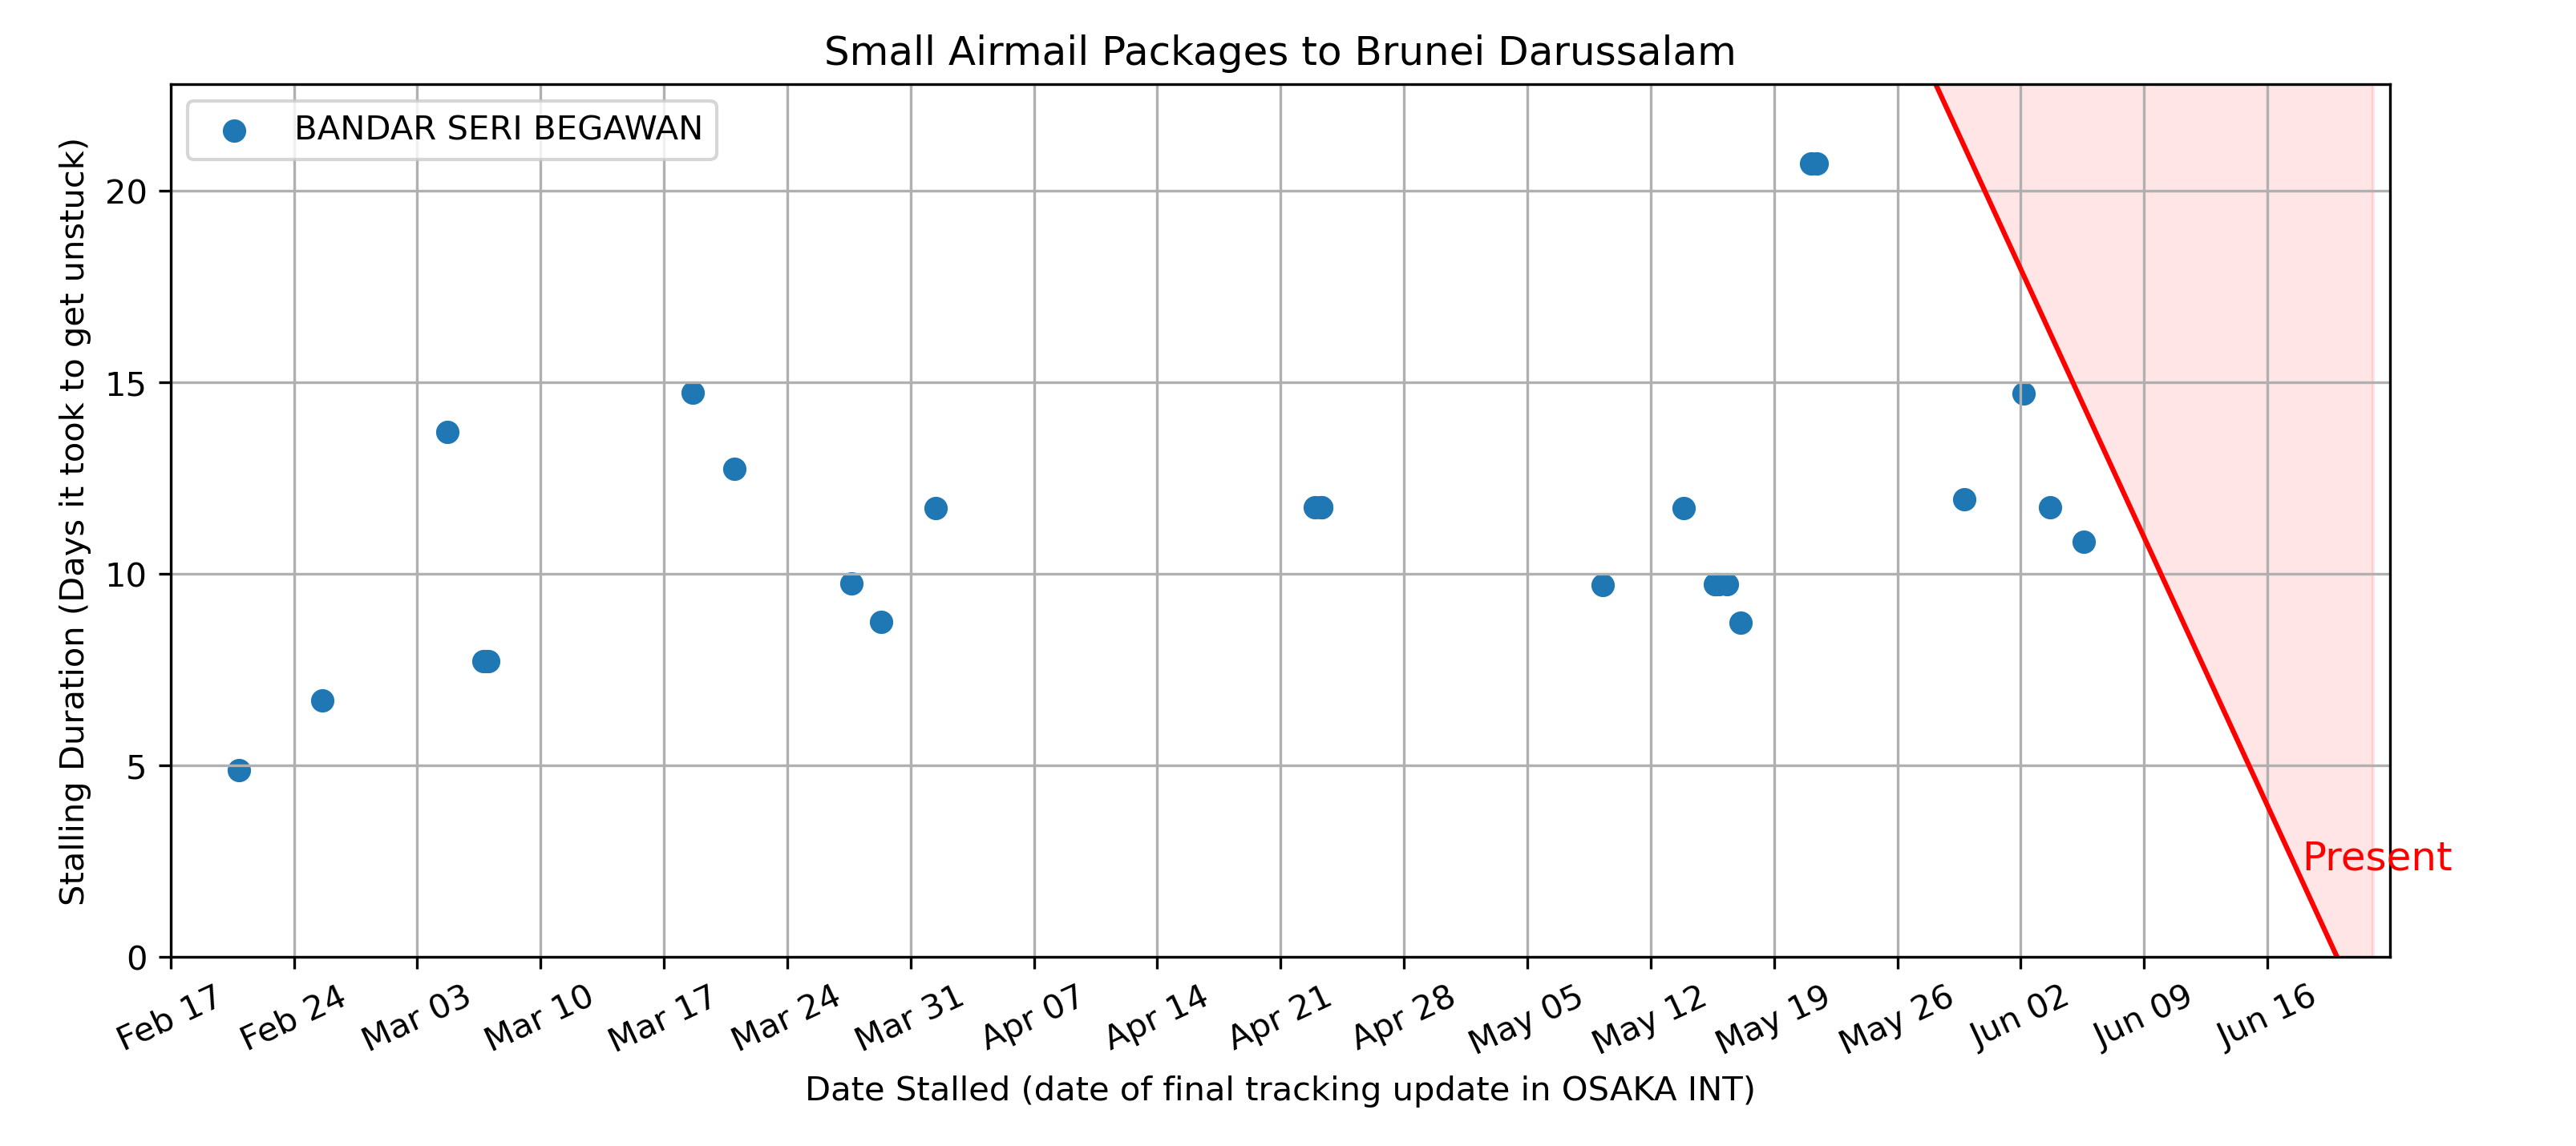 Small Airmail Packages to Brunei Darussalam
BANDAR SERI BEGAWAN
Stalling Duration (Days it took to get unstuck)
20
15
10
5
0
Present
Feb 17
Feb 24
Mar 03
Mar 10
Mar 17
Mar 24
Mar 31
Apr 07
Apr 14
Apr 21
Apr 28
May 05
May 12
May 19
May 26
Jun 02
Jun 09
Jun 16
Date Stalled (date of final tracking update in OSAKA INT)